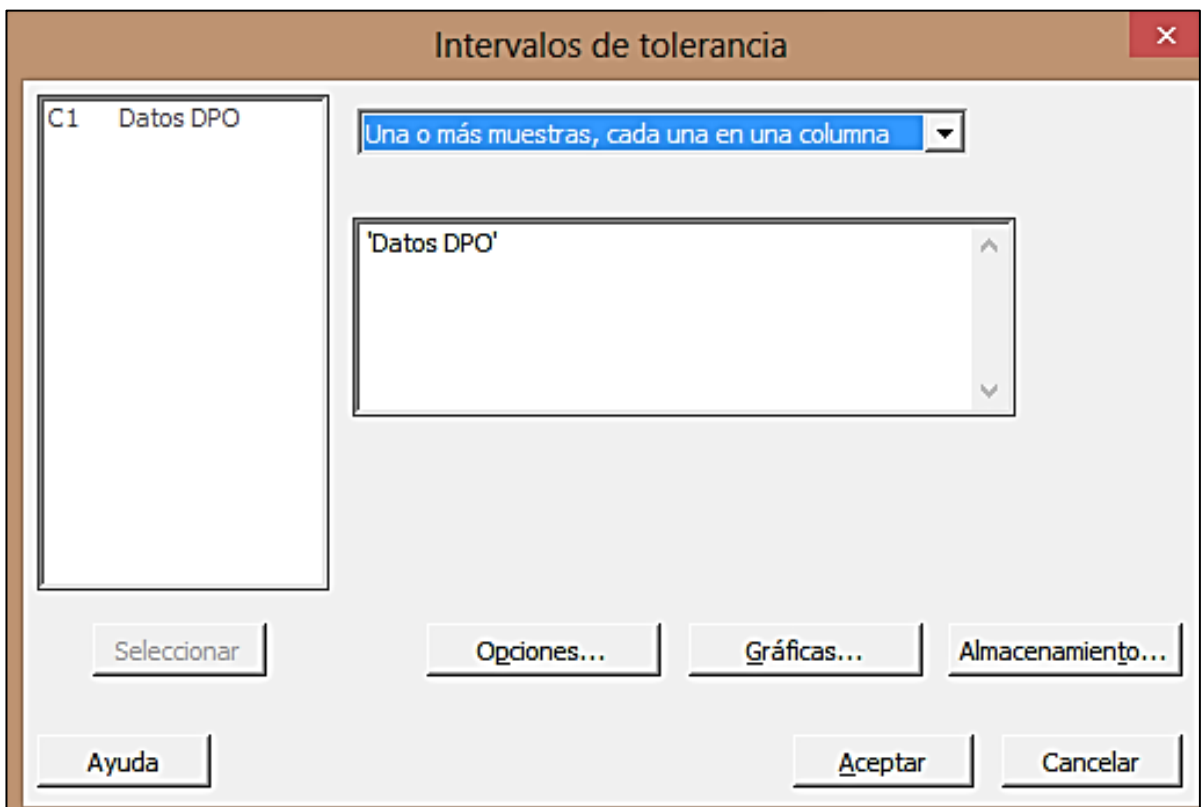 Intervalos de tolerancia
C1 Datos DPO
Una o más muestras, cada una en una columna
'Datos DPO'
Seleccionar
Opciones...
Gráficas...
Almacenamiento...
Ayuda
Aceptar
Cancelar